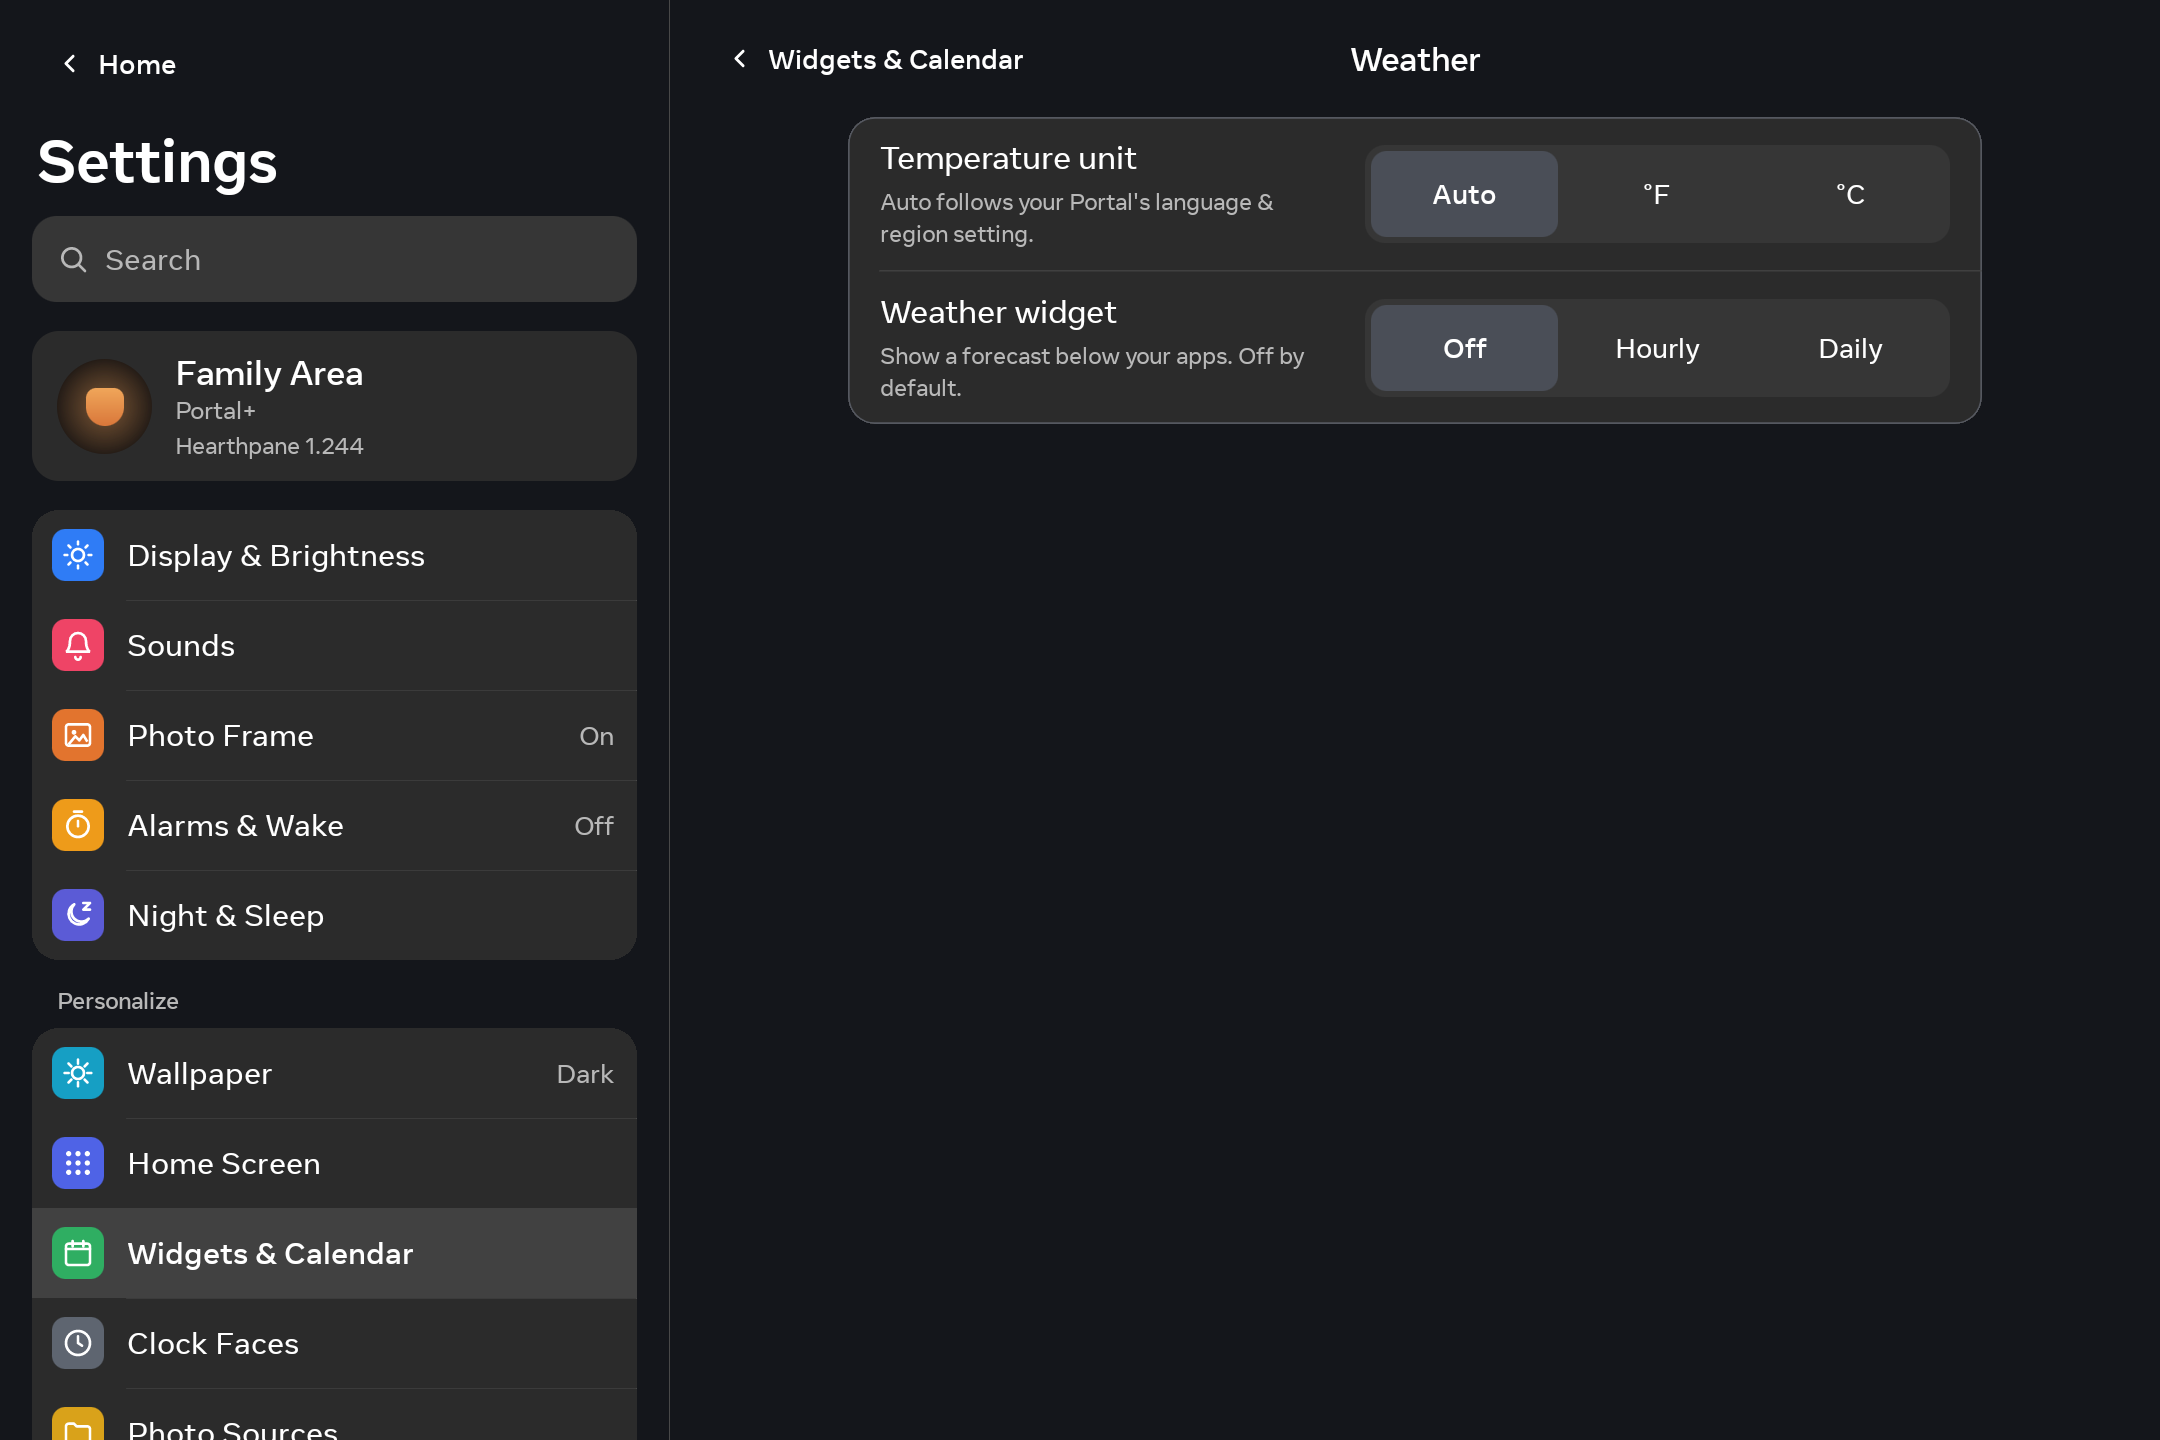 Home
Settings
Search
Family Area
Portal+
Hearthpane 1.244
Display & Brightness
Sounds
Photo Frame On
Alarms & Wake Off
Night & Sleep
Personalize
Wallpaper Dark
Home Screen
Widgets & Calendar
Clock Faces
Photo Sources
Widgets & Calendar
Weather
Temperature unit
Auto follows your Portal's language &
region setting.
Auto °F °C
Weather widget
Show a forecast below your apps. Off by
default.
Off Hourly Daily